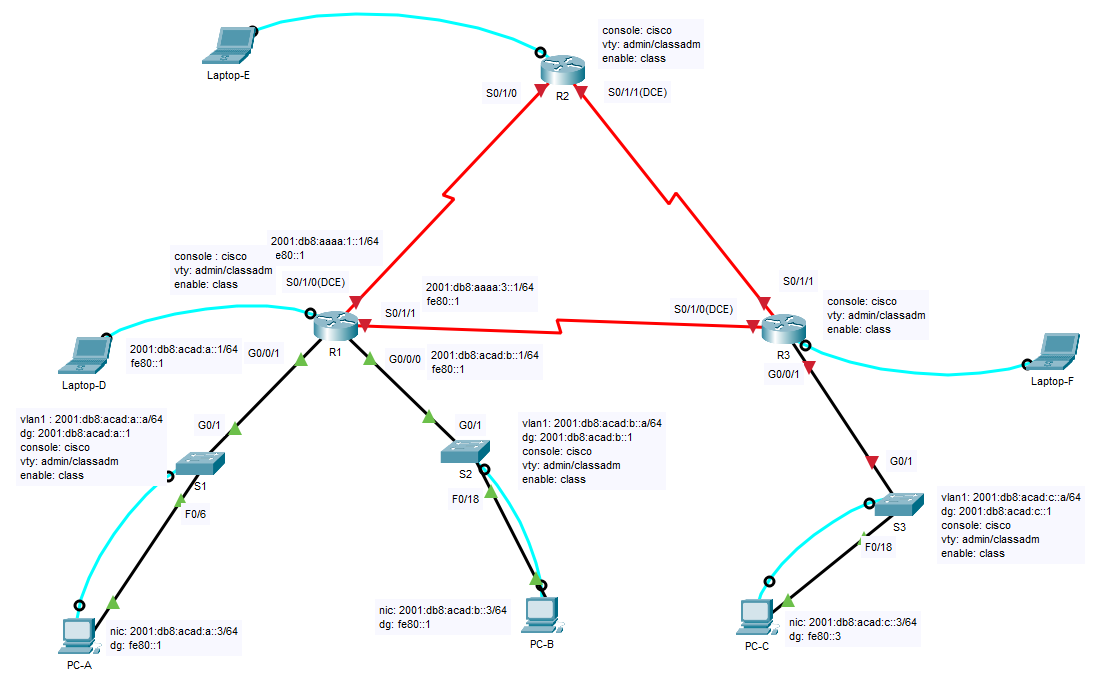 console: cisco
vty: admin/classadm
enable: class
Laptop-E
R2
S0/1/0
S0/1/1(DCE)
2001:db8:aaaa:1::1/64
fe80::1
console : cisco
vty: admin/classadm
enable: class
S0/1/0(DCE)
2001:db8:aaaa:3::1/64
fe80::1
S0/1/1
S0/1/1
S0/1/0(DCE)
console: cisco
vty: admin/classadm
enable: class
R1
R3
2001:db8:acad:a::1/64
fe80::1
G0/0/1
G0/0/0
2001:db8:acad:b::1/64
fe80::1
G0/0/1
Laptop-D
Laptop-F
vlan1 : 2001:db8:acad:a::a/64
dg: 2001:db8:acad:a::1
console: cisco
vty: admin/classadm
enable: class
G0/1
S1
F0/6
G0/1
S2
F0/18
vlan1: 2001:db8:acad:b::a/64
dg: 2001:db8:acad:b::1
console: cisco
vty: admin/classadm
enable: class
G0/1
S3
F0/18
vlan1: 2001:db8:acad:c::a/64
dg: 2001:db8:acad:c::1
console: cisco
vty: admin/classadm
enable: class
nic: 2001:db8:acad:a::3/64
dg: fe80::1
PC-A
nic: 2001:db8:acad:b::3/64
dg: fe80::1
PC-B
nic: 2001:db8:acad:c::3/64
dg: fe80::3
PC-C